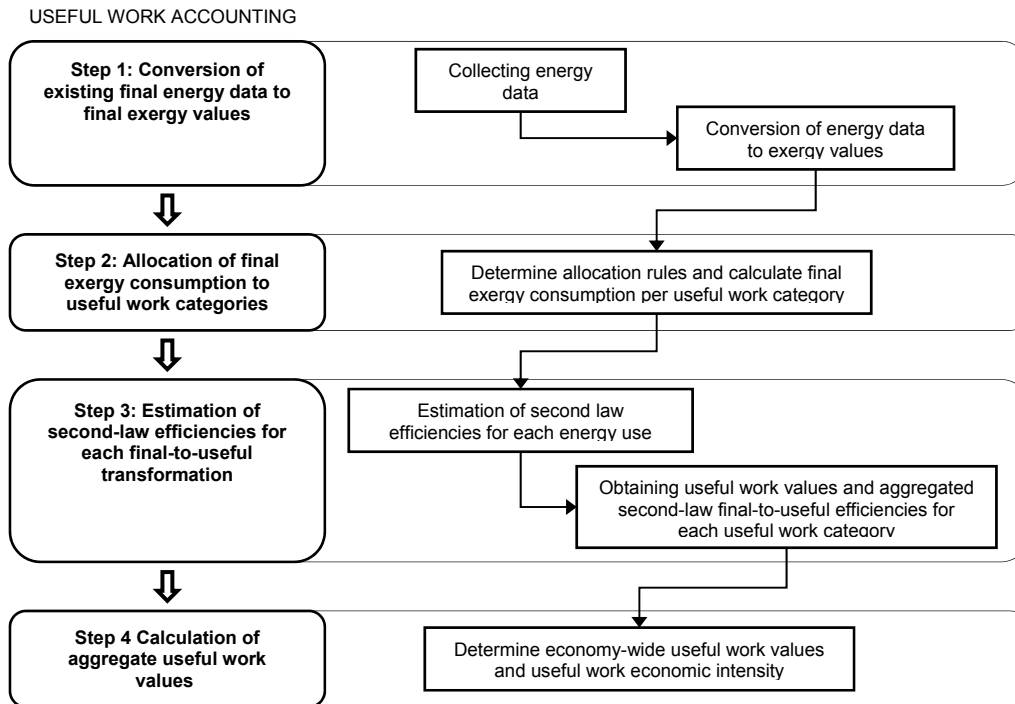 USEFUL WORK ACCOUNTING
Step 1: Conversion of
existing final energy data to
final exergy values
Collecting energy
data
Conversion of energy data
to exergy values
Step 2: Allocation of final
exergy consumption to
useful work categories
Determine allocation rules and calculate final
exergy consumption per useful work category
Step 3: Estimation of
second-law efficiencies for
each final-to-useful
transformation
Estimation of second law
efficiencies for each energy use
Obtaining useful work values and aggregated
second-law final-to-useful efficiencies for
each useful work category
Step 4 Calculation of
aggregate useful work
values
Determine economy-wide useful work values
and useful work economic intensity